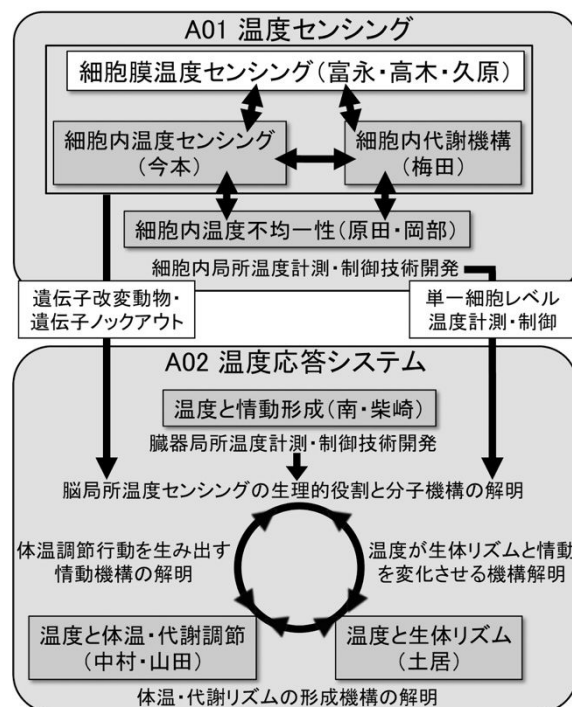 A01 温度センシング
細胞膜温度センシング(富永・高木・久原)
細胞内温度センシング
(今本)
細胞内代謝機構
(梅田)
細胞内温度不均一性(原田・岡部)
細胞内局所温度計測・制御技術開発
遺伝子改変動物・
遺伝子ノックアウト
単一細胞レベル
温度計測・制御
A02 温度応答システム
温度と情動形成(南・柴崎)
臓器局所温度計測・制御技術開発
脳局所温度センシングの生理的役割と分子機構の解明
体温調節行動を生み出す
情動機構の解明
温度が生体リズムと情動
を変化させる機構解明
温度と体温・代謝調節
(中村・山田)
温度と生体リズム
(土居)
体温・代謝リズムの形成機構の解明